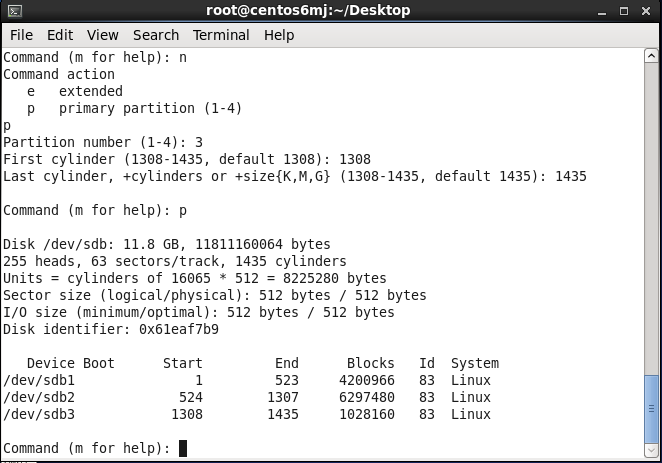 root@centos6mj:~/Desktop
File Edit View Search Terminal Help
Command (m for help): n
Command action
   e   extended
   p   primary partition (1-4)
p
Partition number (1-4): 3
First cylinder (1308-1435, default 1308): 1308
Last cylinder, +cylinders or +size{K,M,G} (1308-1435, default 1435): 1435
Command (m for help): p
Disk /dev/sdb: 11.8 GB, 11811160064 bytes
255 heads, 63 sectors/track, 1435 cylinders
Units = cylinders of 16065 * 512 = 8225280 bytes
Sector size (logical/physical): 512 bytes / 512 bytes
I/O size (minimum/optimal): 512 bytes / 512 bytes
Disk identifier: 0x61eaf7b9
   Device Boot      Start         End      Blocks   Id  System
/dev/sdb1               1         523     4200966   83  Linux
/dev/sdb2             524        1307     6297480   83  Linux
/dev/sdb3            1308        1435     1028160   83  Linux
Command (m for help):